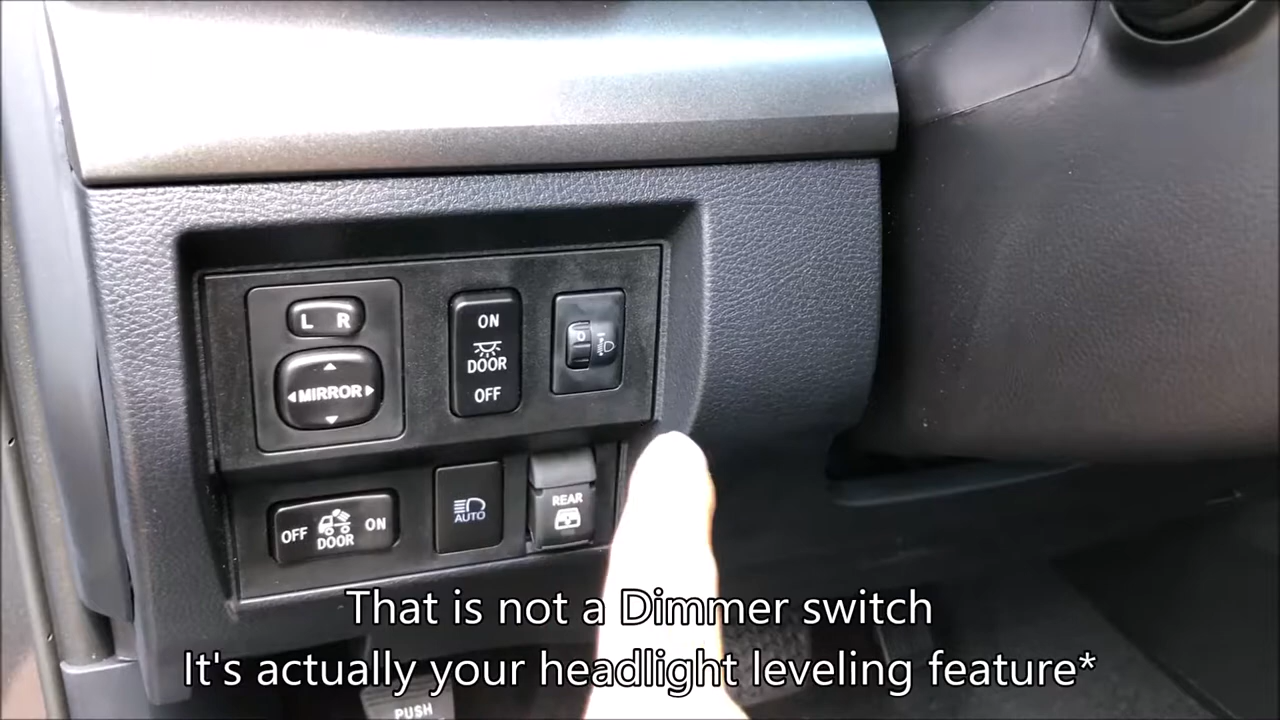 L R
MIRROR
ON
DOOR
OFF
0
OFF DOOR ON
AUTO
REAR
That is not a Dimmer switch
It's actually your headlight leveling feature*
PUSH